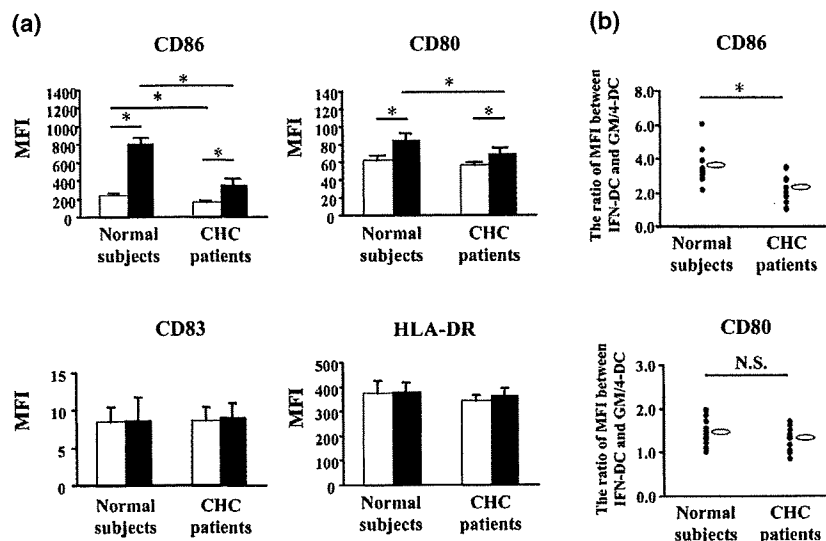 (a)
CD86
*
*
*
*
MFI
1400
1200
1000
800
600
400
200
0
Normal
subjects
CHC
patients
CD80
*
*
*
MFI
140
120
100
80
60
40
20
0
Normal
subjects
CHC
patients
CD83
MFI
15
10
5
0
Normal
subjects
CHC
patients
HLA-DR
MFI
500
400
300
200
100
0
Normal
subjects
CHC
patients
(b)
CD86
*
The ratio of MFI between
IFN-DC and GM/4-DC
8.0
6.0
4.0
2.0
Normal
subjects
CHC
patients
CD80
N.S.
The ratio of MFI between
IFN-DC and GM/4-DC
3.0
2.0
1.0
0.0
Normal
subjects
CHC
patients